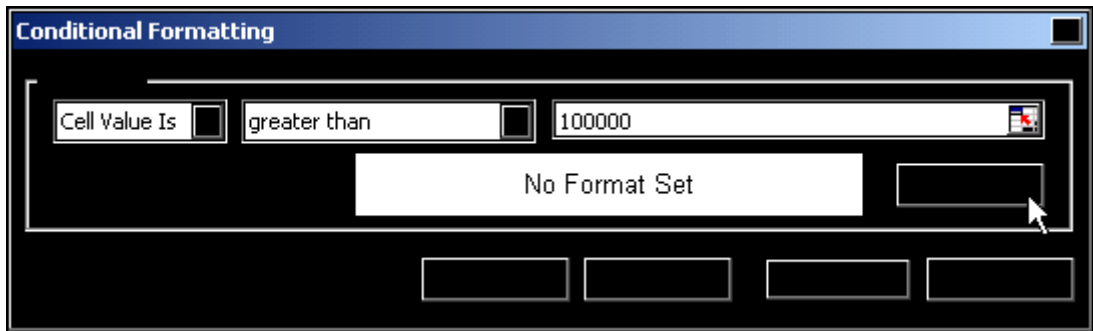 Conditional Formatting
Cell Value Is greater than 100000
No Format Set